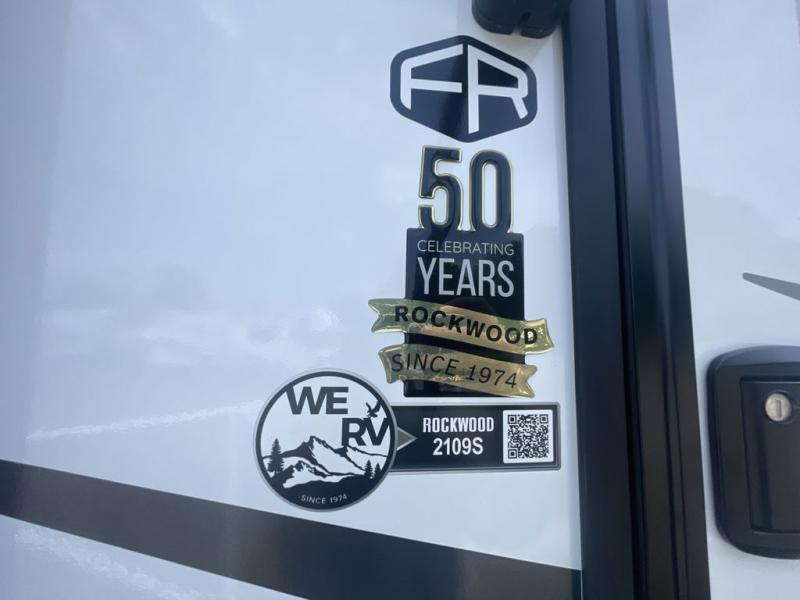 FR
50
CELEBRATING
YEARS
ROCKWOOD
SINCE 1974
WE
RV
SINCE 1974
ROCKWOOD
2109S